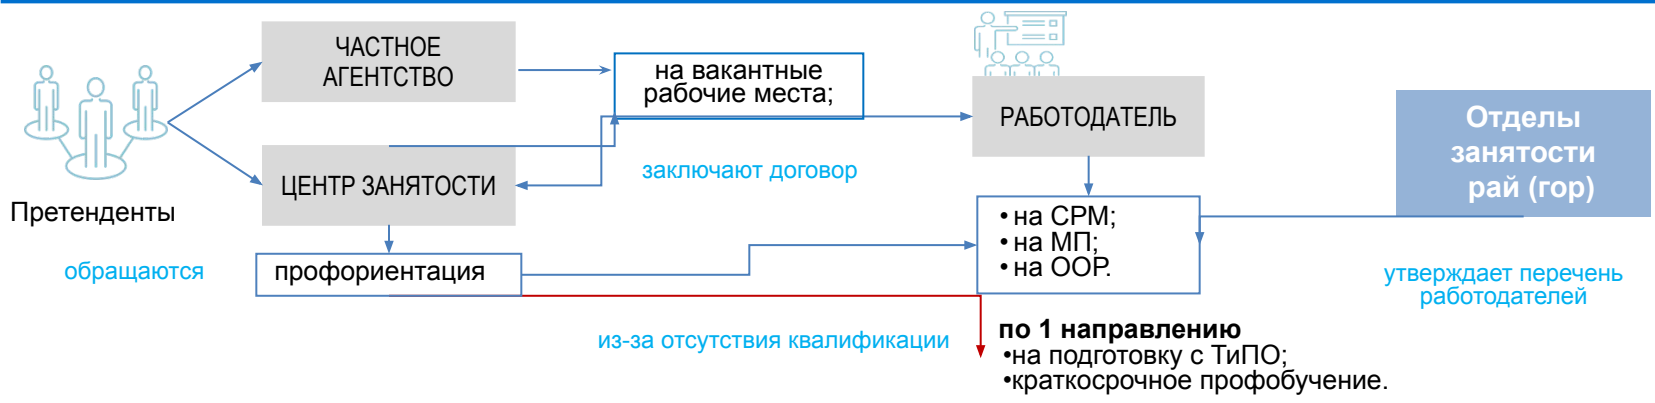 ЧАСТНОЕ
АГЕНТСТВО
на вакантные
рабочие места;
РАБОТОДАТЕЛЬ
Отделы
занятости
рай (гор)
ЦЕНТР ЗАНЯТОСТИ
заключают договор
Претенденты
• на СРМ;
• на МП;
• на ООР.
обращаются
профориентация
утверждает перечень
работодателей
из-за отсутствия квалификации
по 1 направлению
•на подготовку с ТиПО;
•краткосрочное профобучение.